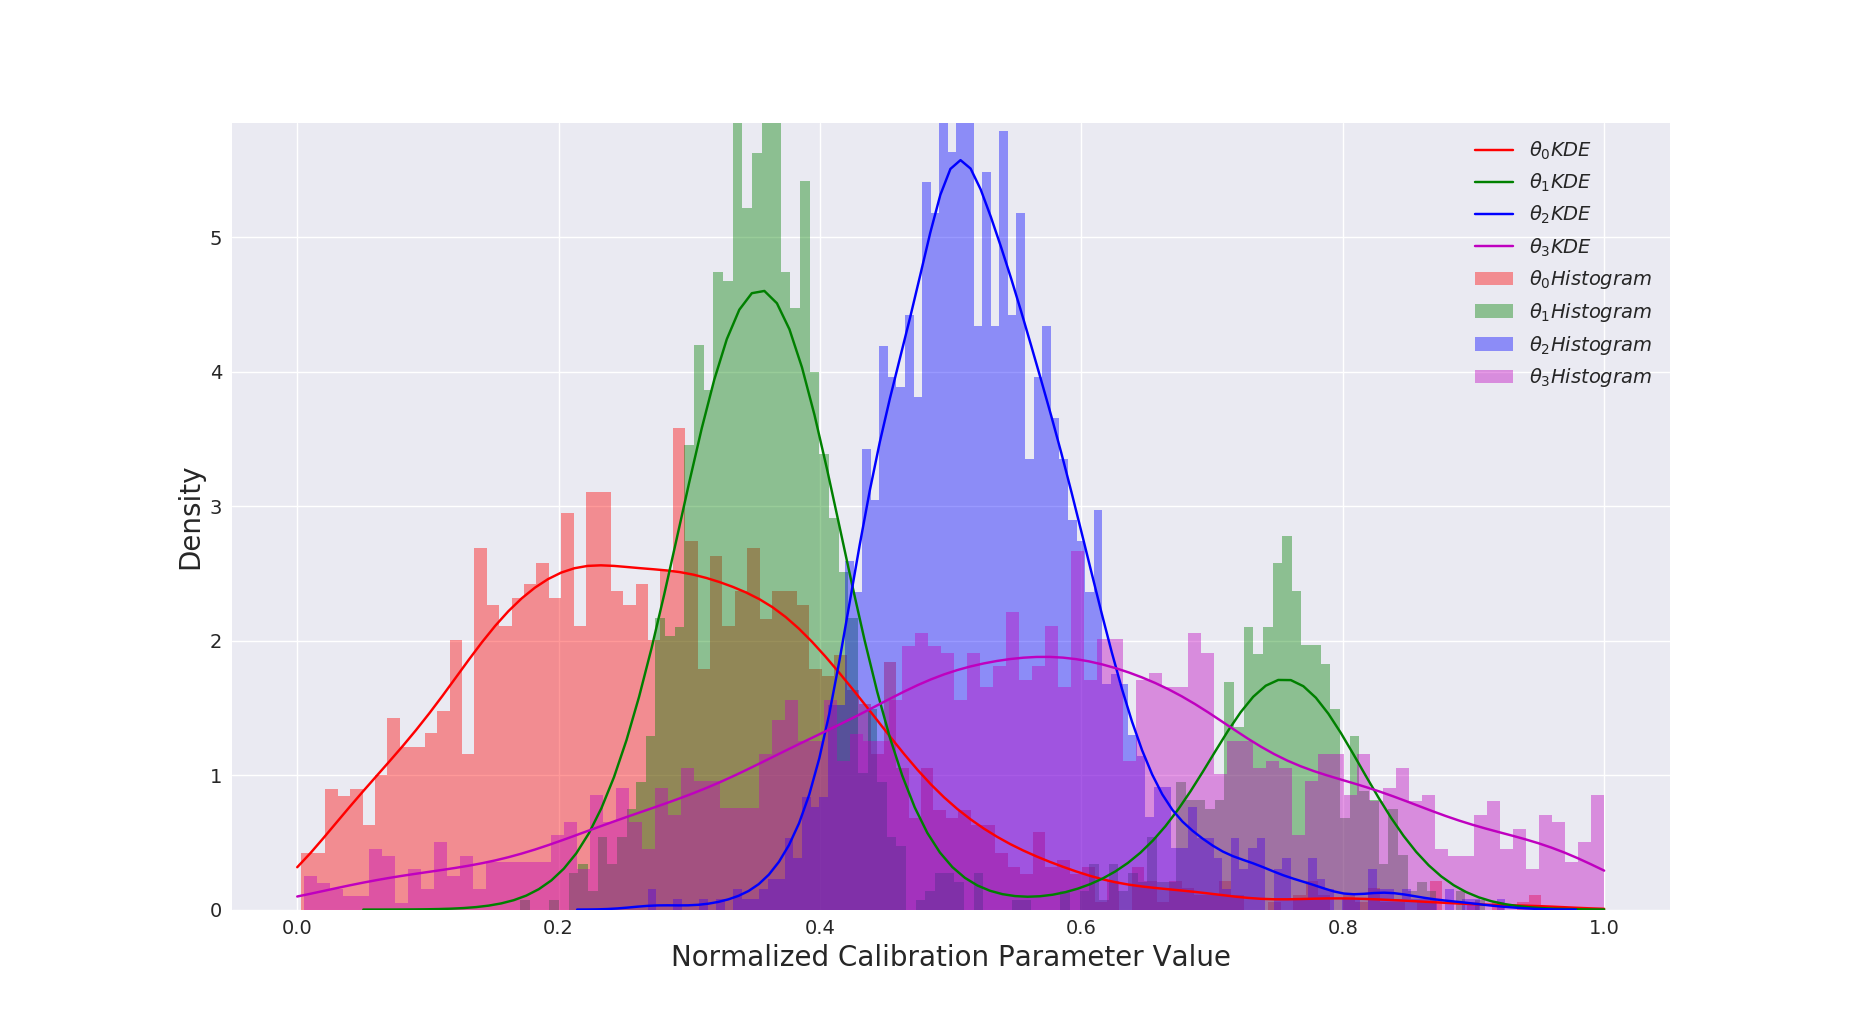 θ₀KDE
θ₁KDE
θ₂KDE
θ₃KDE
θ₀Histogram
θ₁Histogram
θ₂Histogram
θ₃Histogram
5
4
3
2
1
0
Density
0.0 0.2 0.4 0.6 0.8 1.0
Normalized Calibration Parameter Value